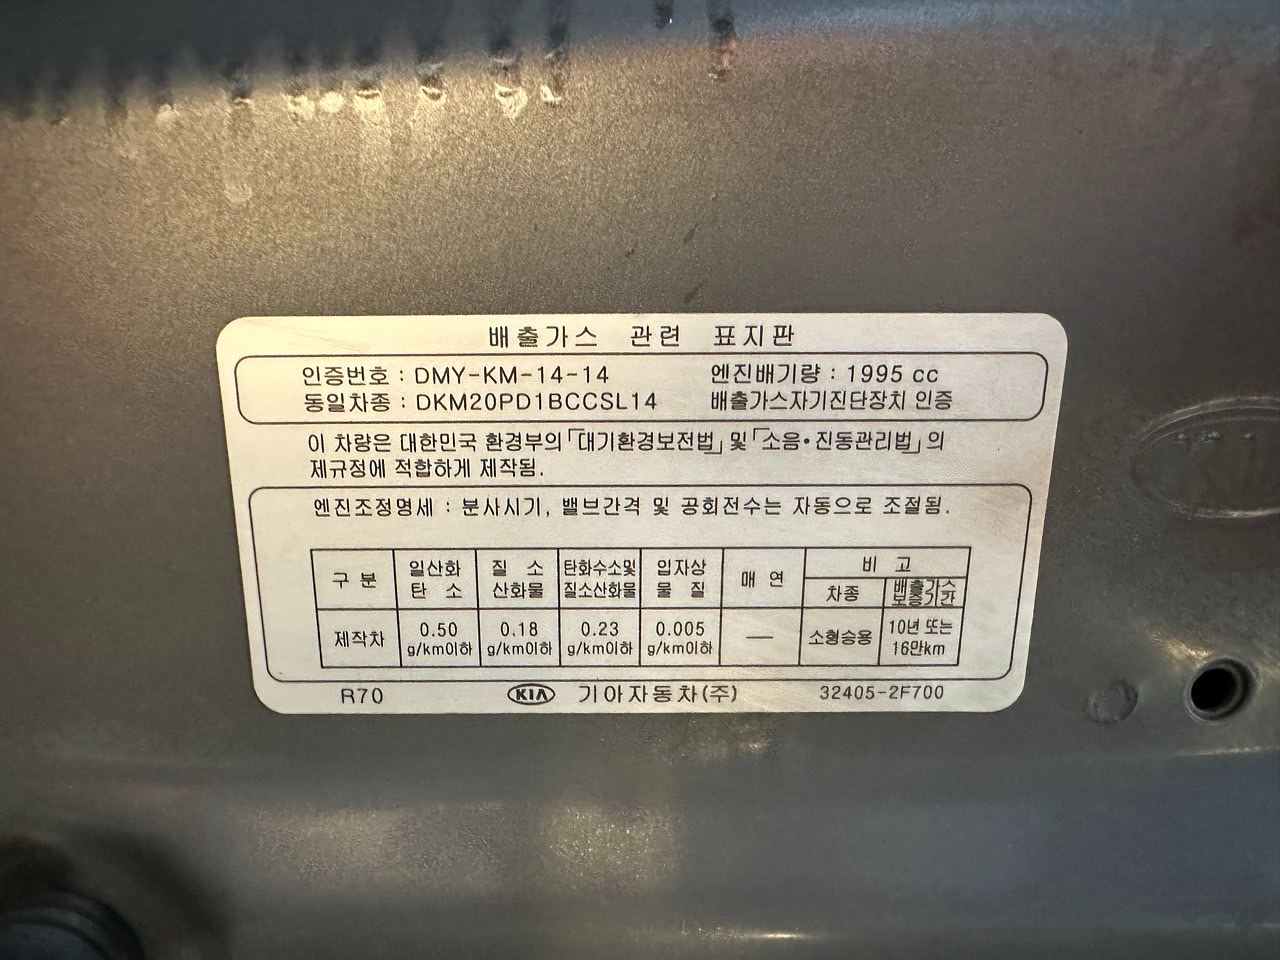 배출가스 관련 표지판
인증번호 : DMY-KM-14-14 엔진배기량 : 1995 cc
동일차종 : DKM20PD1BCCSL14 배출가스자기진단장치 인증
이 차량은 대한민국 환경부의「대기환경보전법」및「소음•진동관리법」의
제규정에 적합하게 제작됨.
엔진조정명세 : 분사시기, 밸브간격 및 공회전수는 자동으로 조절됨.
구 분 일산화 탄 소 질 소 산화물 탄화수소및 질소산화물 입자상 물 질 매 연 비 고
차종 배출가스 보증기간
제작차 0.50 g/km이하 0.18 g/km이하 0.23 g/km이하 0.005 g/km이하 — 소형승용 10년 또는 16만km
R70 KIA 기아자동차(주) 32405-2F700